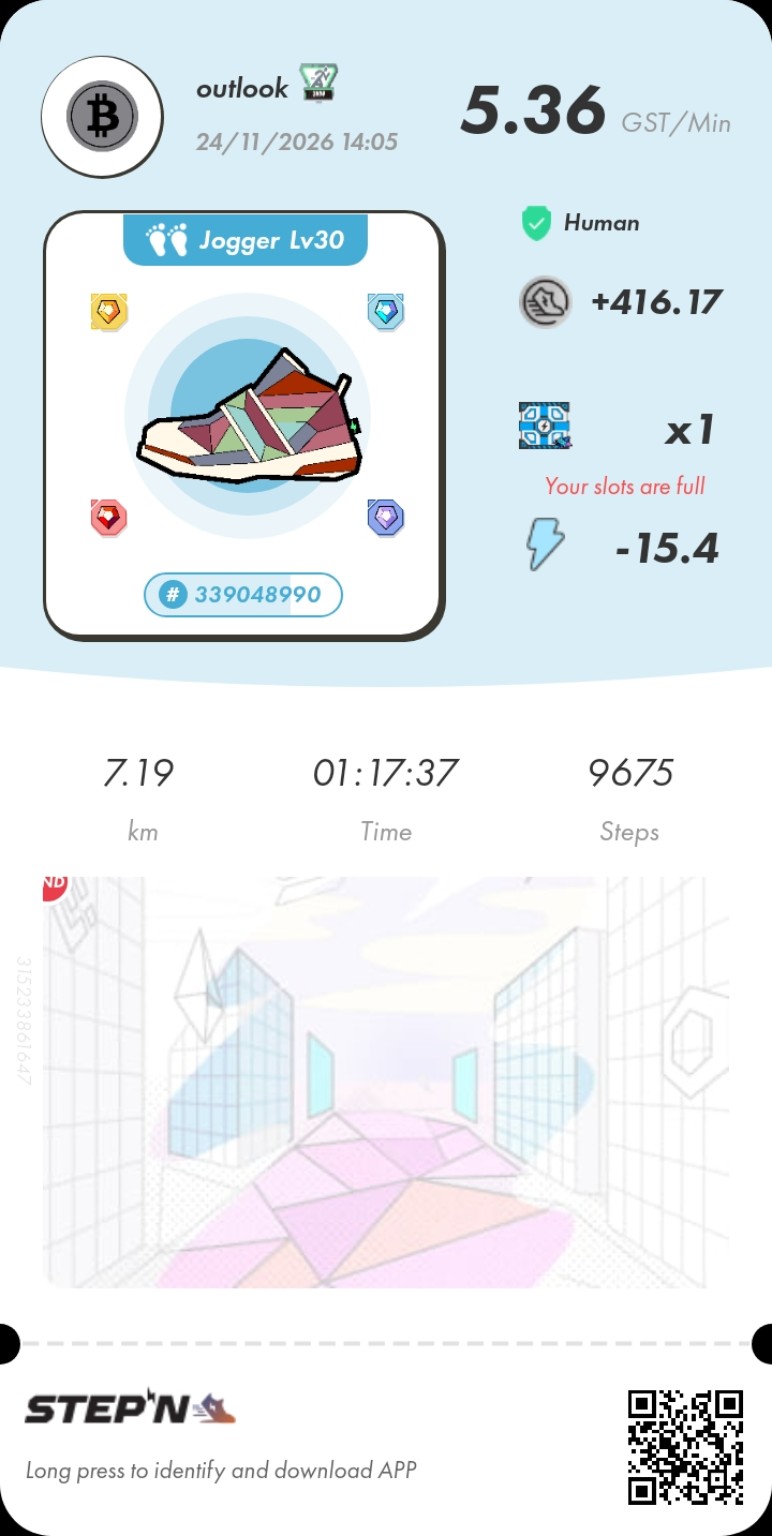 outlook
24/11/2026 14:05
5.36 GST/Min
Jogger Lv30
Human
+416.17
x1
Your slots are full
-15.4
# 339048990
7.19
km
01:17:37
Time
9675
Steps
ND
315233861647
STEP'N
Long press to identify and download APP